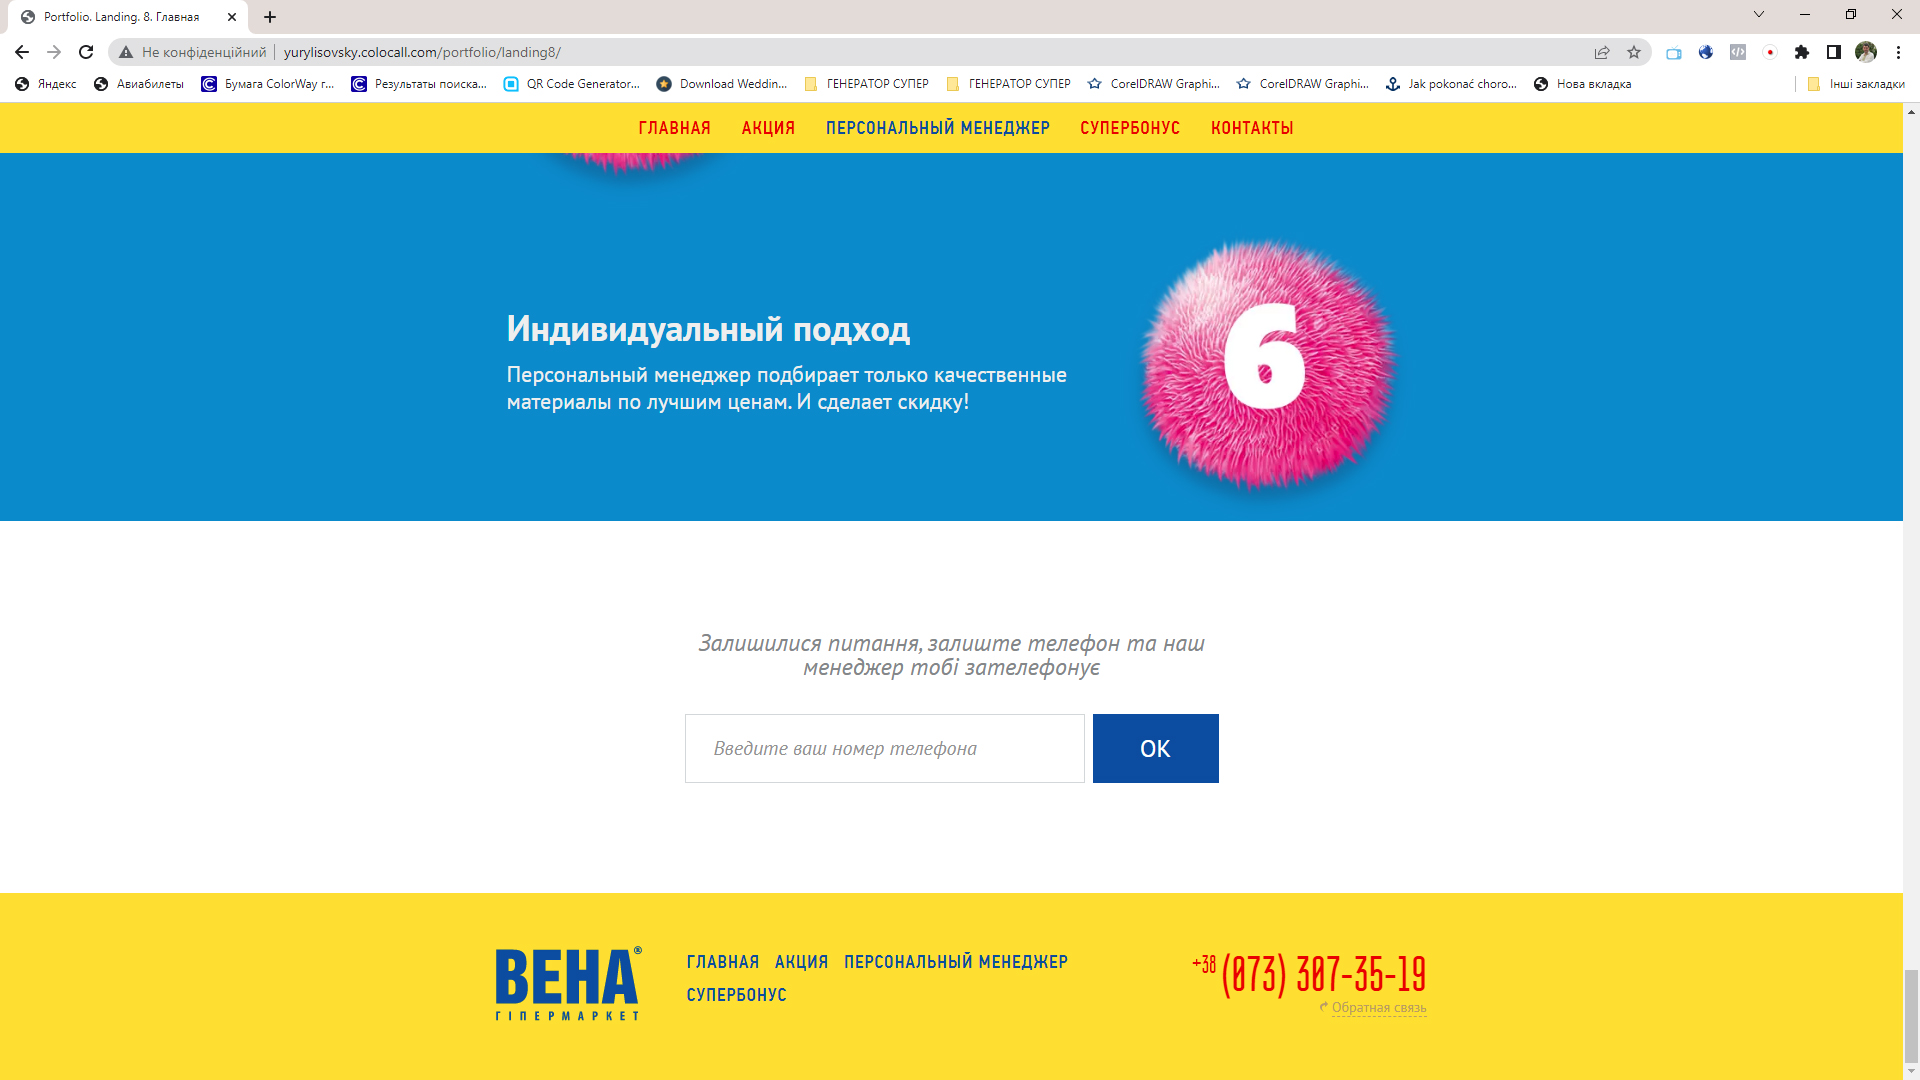 Portfolio. Landing. 8. Главная
Не конфіденційний
yurylisovsky.colocall.com/portfolio/landing8/
Яндекс
Авиабилеты
Бумага ColorWay г...
Результаты поиска...
QR Code Generator...
Download Weddin...
ГЕНЕРАТОР СУПЕР
ГЕНЕРАТОР СУПЕР
CorelDRAW Graphi...
CorelDRAW Graphi...
Jak pokonać choro...
Нова вкладка
Інші закладки
ГЛАВНАЯ АКЦИЯ ПЕРСОНАЛЬНЫЙ МЕНЕДЖЕР СУПЕРБОНУС КОНТАКТЫ
Индивидуальный подход
Персональный менеджер подбирает только качественные
материалы по лучшим ценам. И сделает скидку!
6
Залишилися питання, залиште телефон та наш
менеджер тобі зателефонує
Введите ваш номер телефона
OK
ВЕНА®
ГІПЕРМАРКЕТ
ГЛАВНАЯ АКЦИЯ ПЕРСОНАЛЬНЫЙ МЕНЕДЖЕР
СУПЕРБОНУС
+38 (073) 307-35-19
Обратная связь